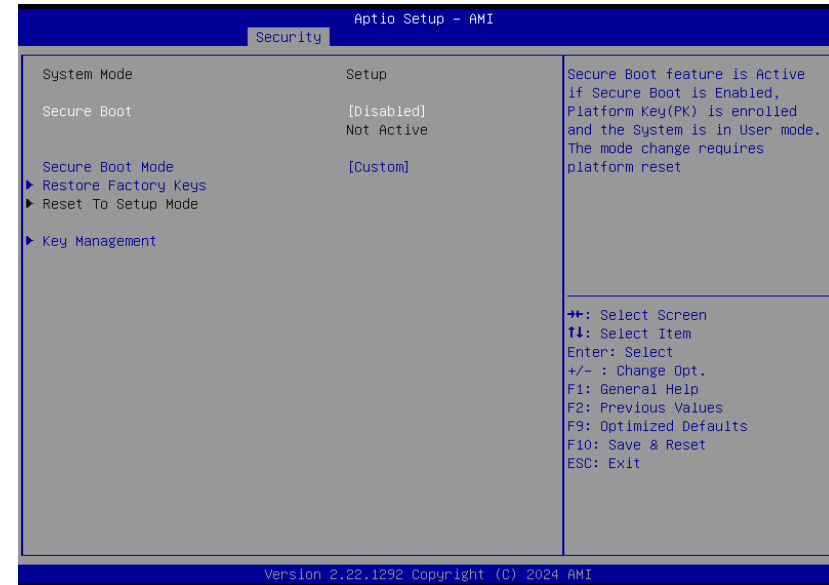 Aptio Setup – AMI
Security
System Mode Setup
Secure Boot [Disabled]
Not Active
Secure Boot Mode [Custom]
Restore Factory Keys
Reset To Setup Mode
Key Management
Secure Boot feature is Active
if Secure Boot is Enabled,
Platform Key(PK) is enrolled
and the System is in User mode.
The mode change requires
platform reset
→←: Select Screen
↑↓: Select Item
Enter: Select
+/- : Change Opt.
F1: General Help
F2: Previous Values
F9: Optimized Defaults
F10: Save & Reset
ESC: Exit
Version 2.22.1292 Copyright (C) 2024 AMI